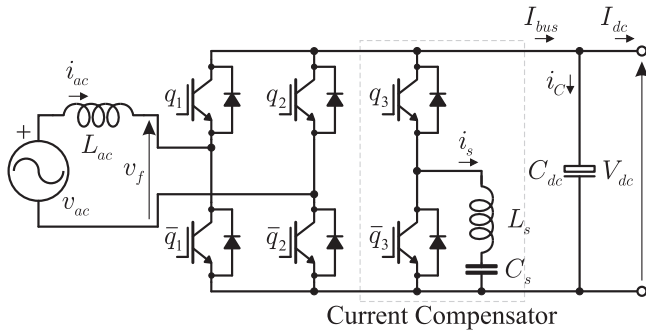 I_bus I_dc
i_ac q_1 q_2 q_3 i_C
+ L_ac v_f i_s
v_ac C_dc V_dc
q̅_1 q̅_2 q̅_3 L_s
C_s
Current Compensator